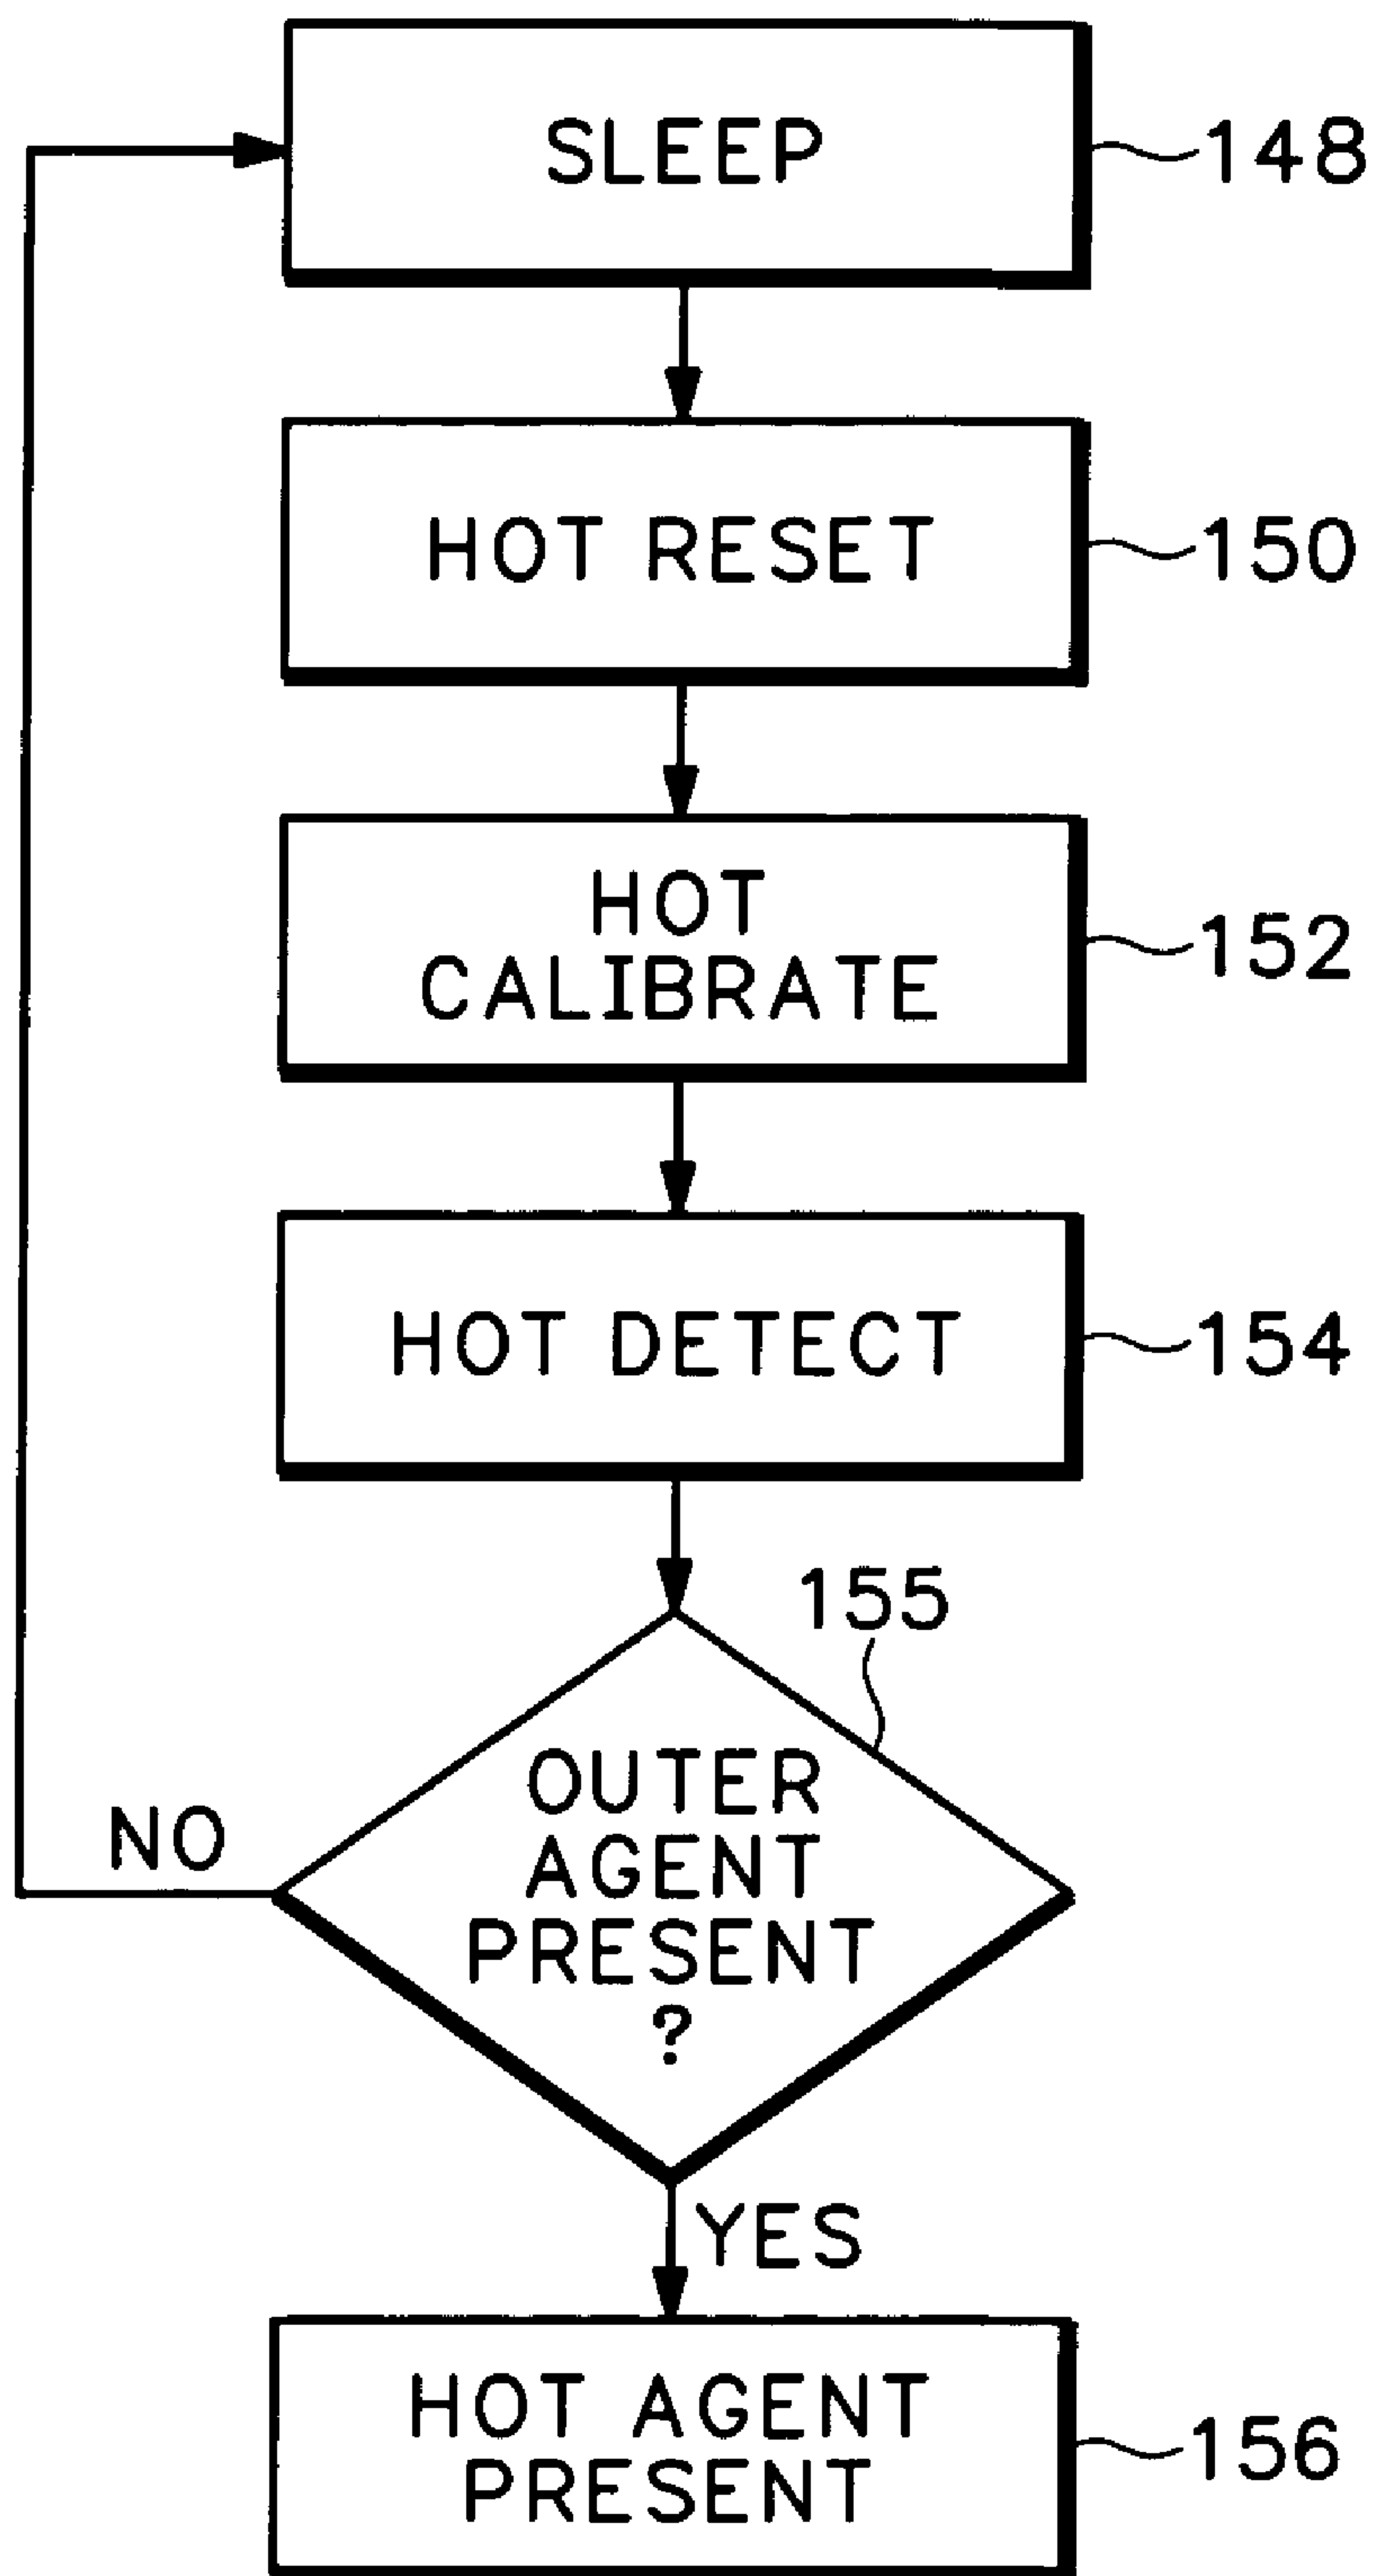 SLEEP
148
HOT RESET
150
HOT
CALIBRATE
152
HOT DETECT
154
155
OUTER
AGENT
PRESENT
?
NO
YES
HOT AGENT
PRESENT
156